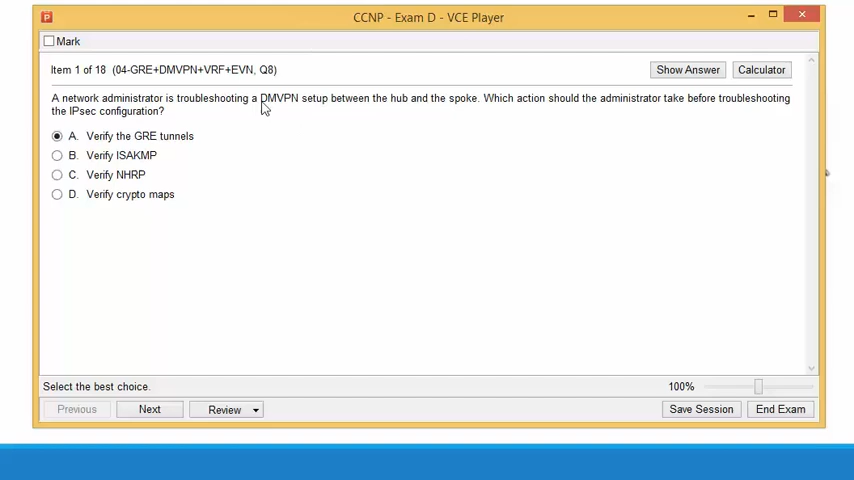 CCNP - Exam D - VCE Player
Mark
Item 1 of 18 (04-GRE+DMVPN+VRF+EVN, Q8)
Show Answer
Calculator
A network administrator is troubleshooting a DMVPN setup between the hub and the spoke. Which action should the administrator take before troubleshooting
the IPsec configuration?
A. Verify the GRE tunnels
B. Verify ISAKMP
C. Verify NHRP
D. Verify crypto maps
Select the best choice.
100%
Previous
Next
Review
Save Session
End Exam